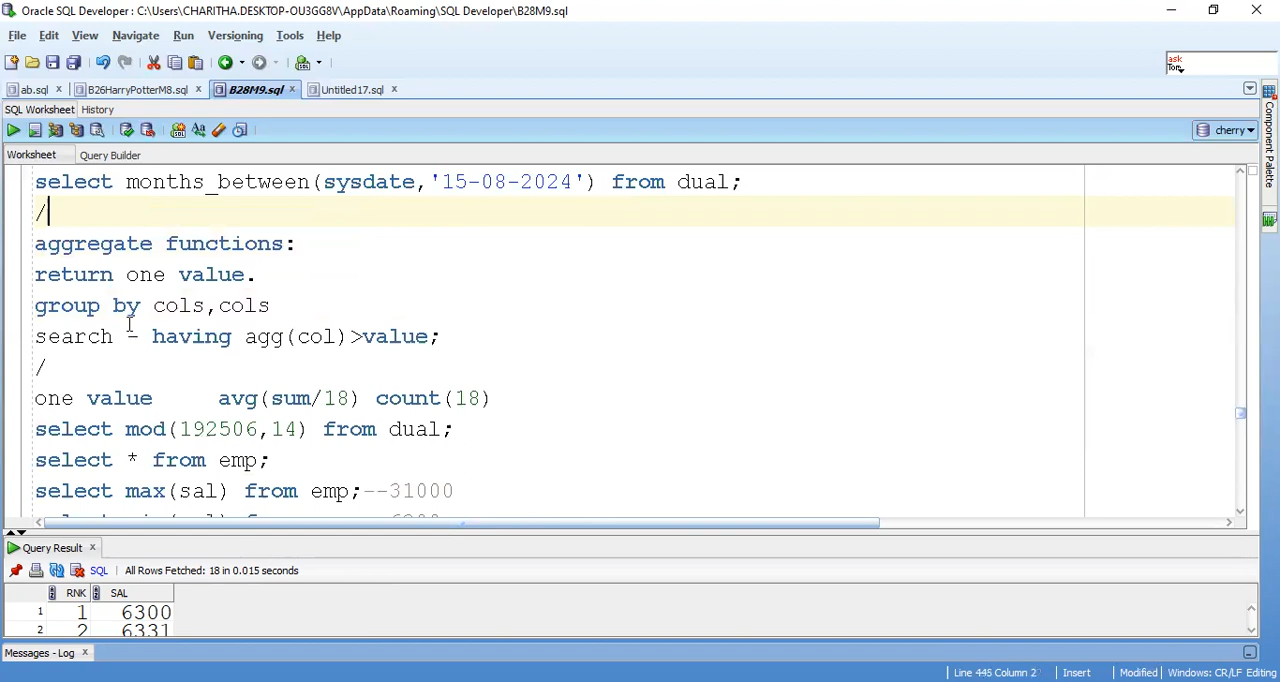 Oracle SQL Developer : C:\Users\CHARITHA.DESKTOP-OU3GG8V\AppData\Roaming\SQL Developer\B28M9.sql
File Edit View Navigate Run Versioning Tools Help
ask
Tom
ab.sql B26HarryPotterM8.sql B28M9.sql Untitled17.sql
SQL Worksheet History
cherry
Worksheet Query Builder
Component Palette
select months_between(sysdate,'15-08-2024') from dual;
/
aggregate functions:
return one value.
group by cols,cols
search - having agg(col)>value;
/
one value avg(sum/18) count(18)
select mod(192506,14) from dual;
select * from emp;
select max(sal) from emp;--31000
Query Result
SQL All Rows Fetched: 18 in 0.015 seconds
RNK SAL
1 1 6300
2 2 6331
Messages - Log
Line 445 Column 2 Insert Modified Windows: CR/LF Editing